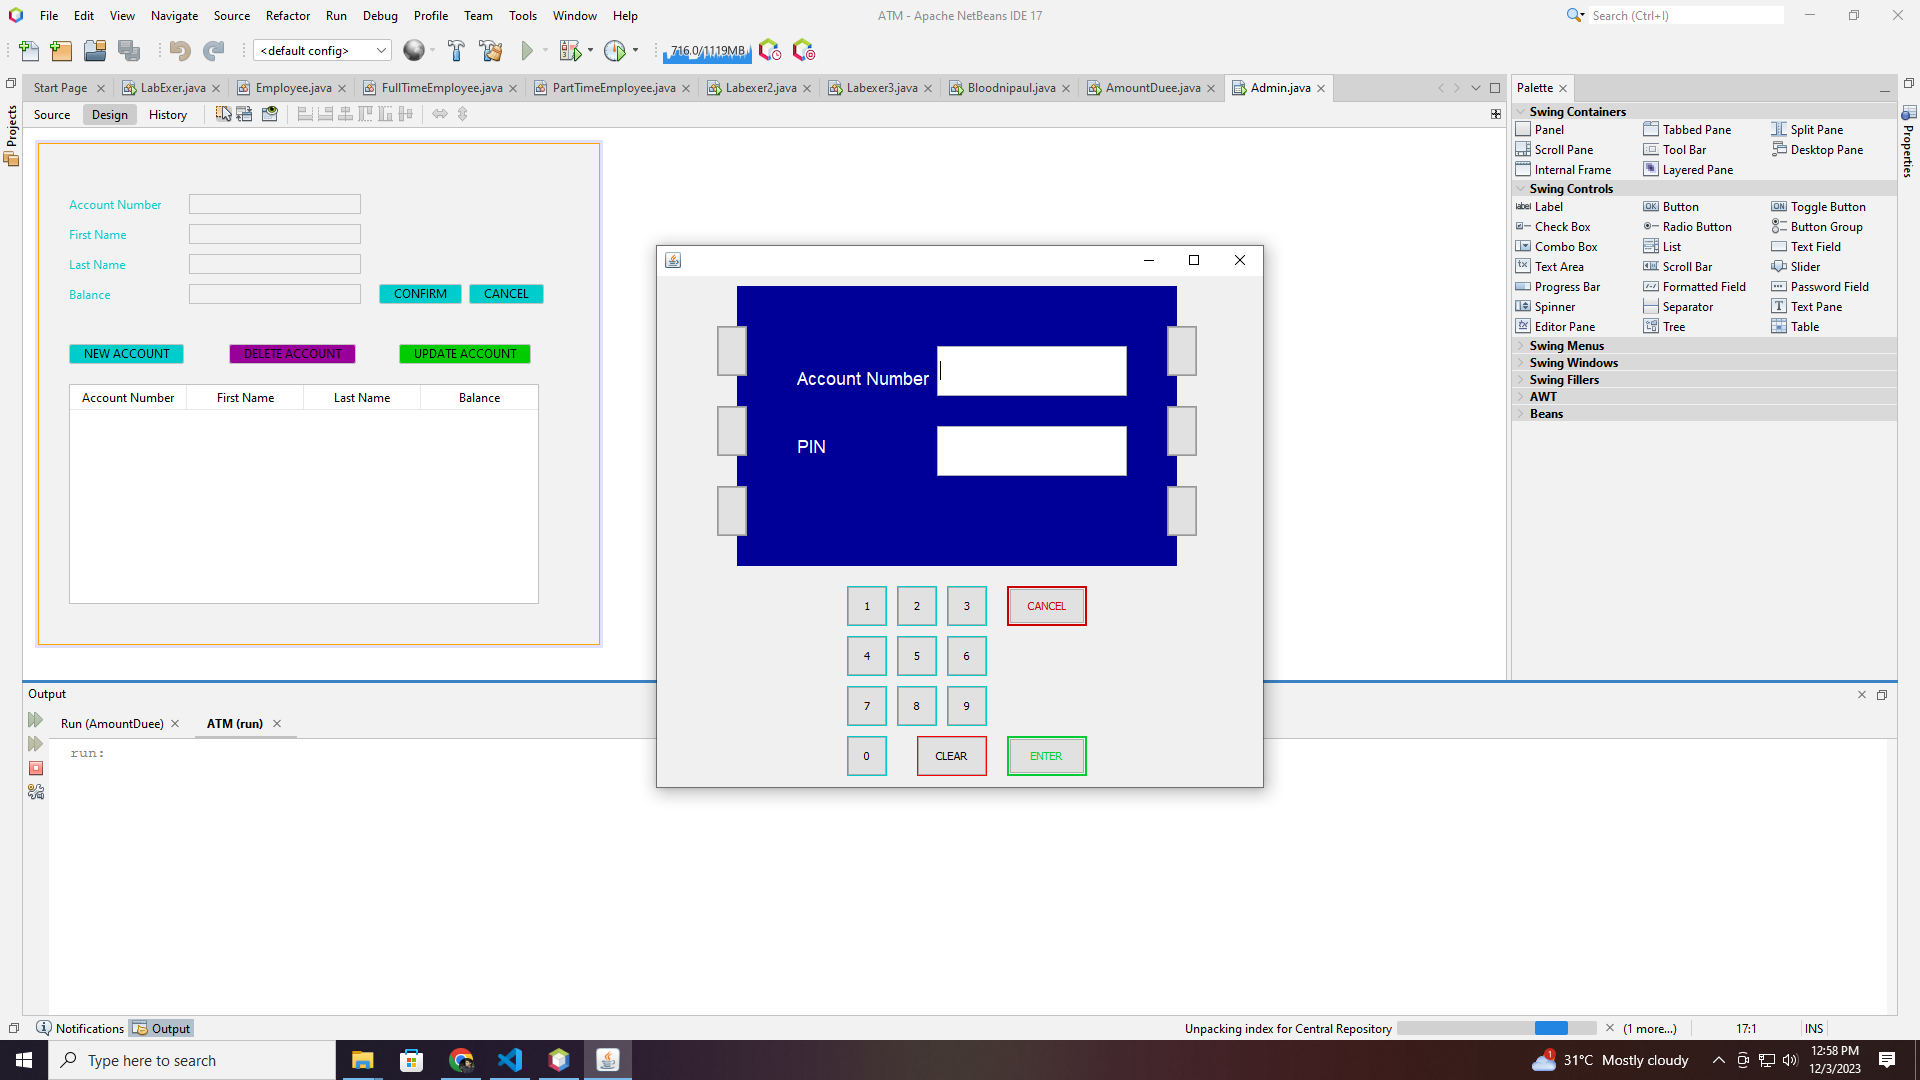 File Edit View Navigate Source Refactor Run Debug Profile Team Tools Window Help ATM - Apache NetBeans IDE 17 Search (Ctrl+I)
<default config> 716.0/1119MB
Start Page LabExer.java Employee.java FullTimeEmployee.java PartTimeEmployee.java Labexer2.java Labexer3.java Bloodnipaul.java AmountDuee.java Admin.java Palette
Source Design History
Projects
Properties
Swing Containers
Panel Tabbed Pane Split Pane
Scroll Pane Tool Bar Desktop Pane
Internal Frame Layered Pane
Swing Controls
Label Button Toggle Button
Check Box Radio Button Button Group
Combo Box List Text Field
Text Area Scroll Bar Slider
Progress Bar Formatted Field Password Field
Spinner Separator Text Pane
Editor Pane Tree Table
Swing Menus
Swing Windows
Swing Fillers
AWT
Beans
Account Number
First Name
Last Name
Balance CONFIRM CANCEL
NEW ACCOUNT DELETE ACCOUNT UPDATE ACCOUNT
Account Number First Name Last Name Balance
Account Number
PIN
1 2 3 CANCEL
4 5 6
7 8 9
0 CLEAR ENTER
Output
Run (AmountDuee) ATM (run)
run:
Notifications Output Unpacking index for Central Repository (1 more...) 17:1 INS
Type here to search 1 31°C Mostly cloudy 12:58 PM
12/3/2023